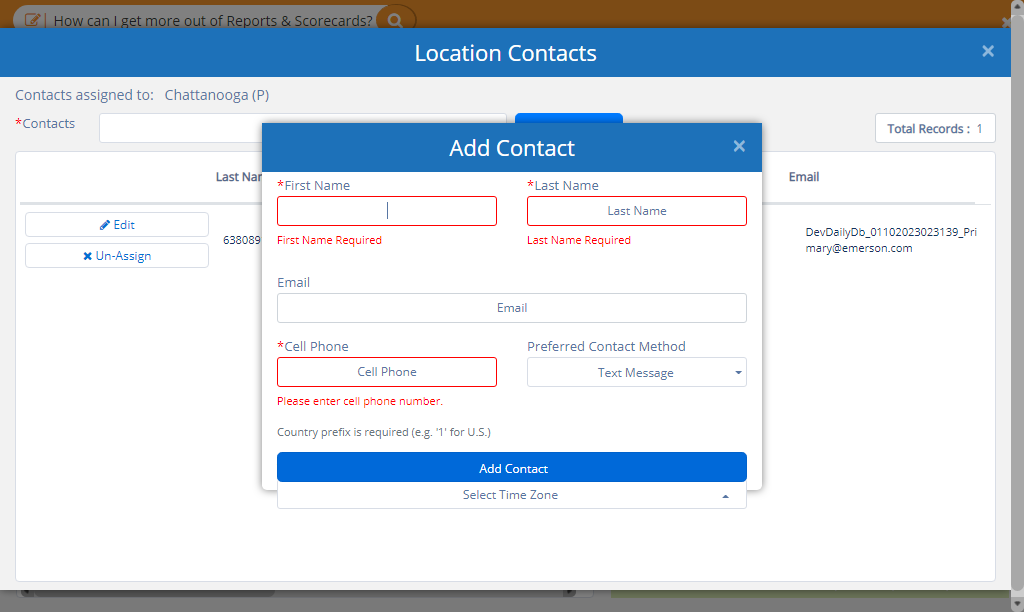 How can I get more out of Reports & Scorecards?
Location Contacts
×
Contacts assigned to: Chattanooga (P)
*Contacts
Total Records : 1
Add Contact
×
Email
*First Name
*Last Name
Last Name
First Name Required
Last Name Required
Edit
Un-Assign
638089
DevDailyDb_01102023023139_Pri
mary@emerson.com
Email
Email
*Cell Phone
Preferred Contact Method
Cell Phone
Text Message
Please enter cell phone number.
Country prefix is required (e.g. '1' for U.S.)
Add Contact
Select Time Zone